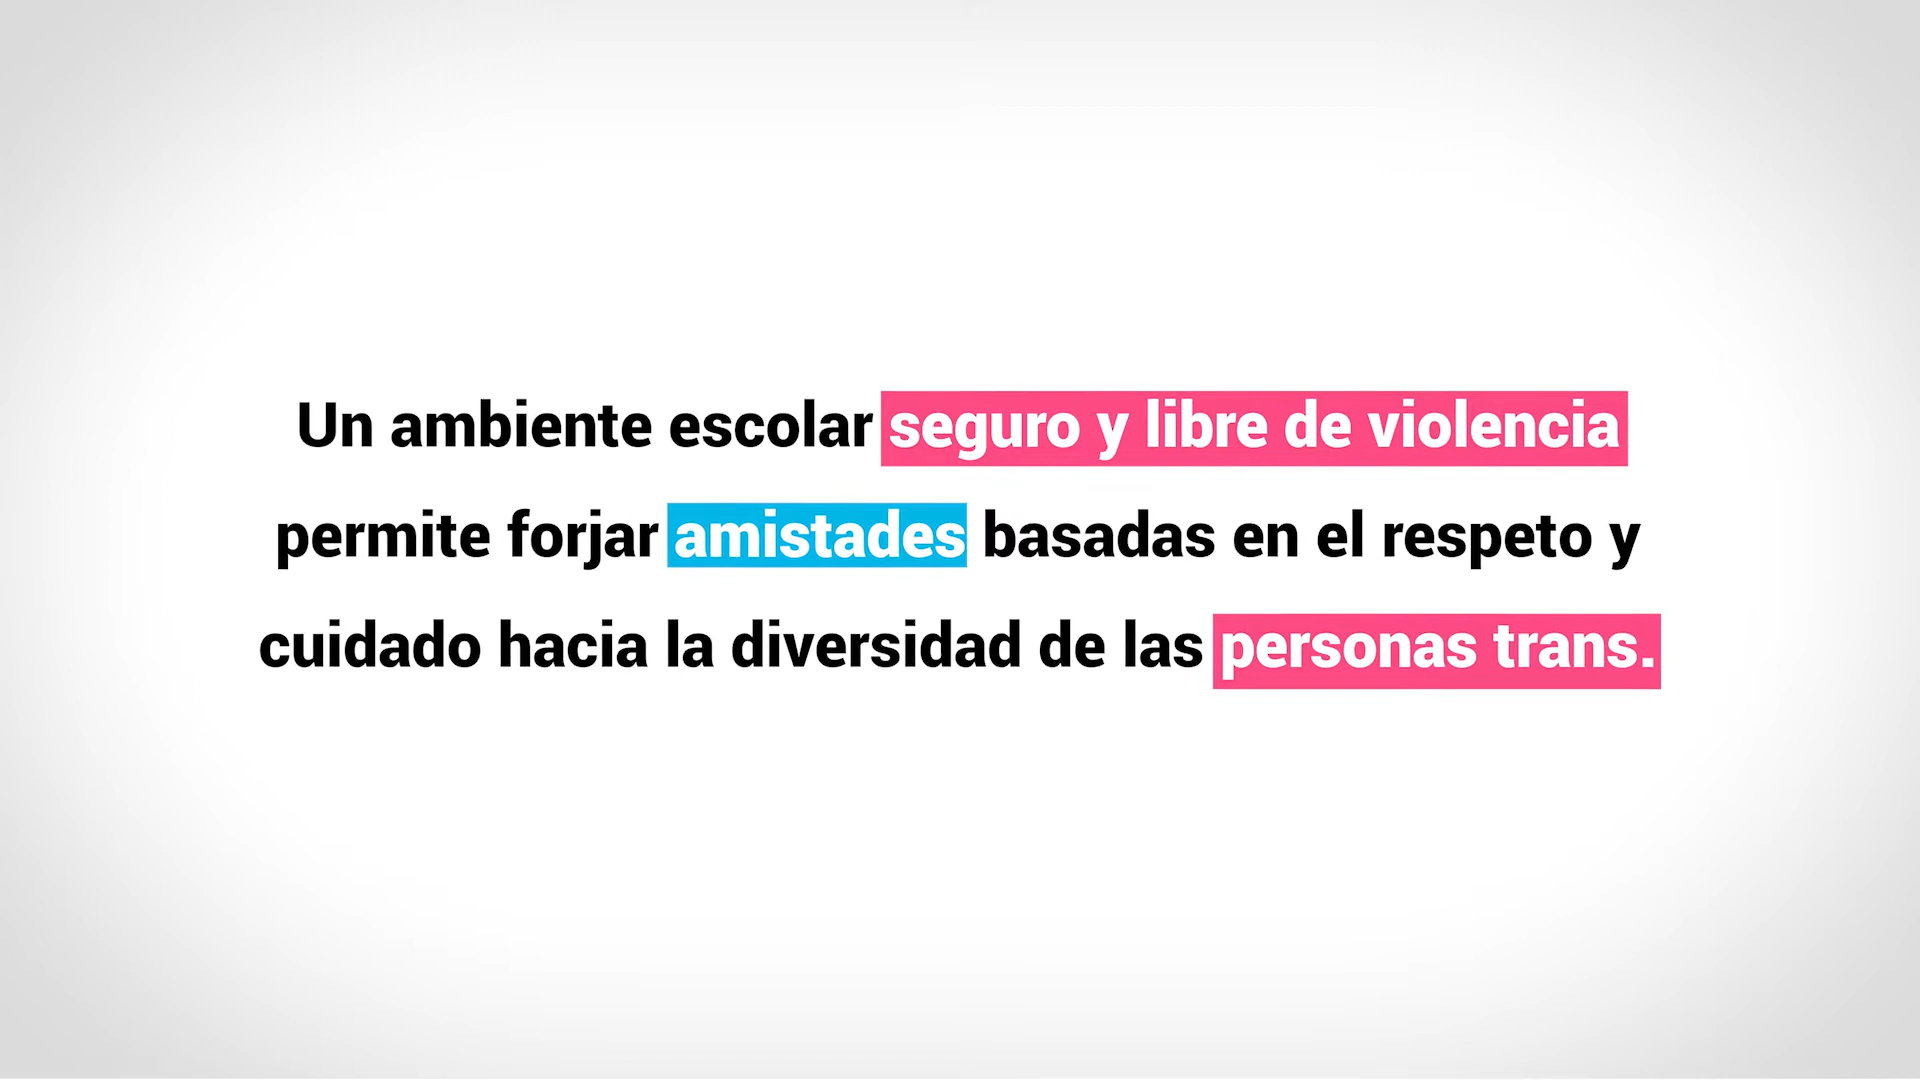 Un ambiente escolar seguro y libre de violencia
permite forjar amistades basadas en el respeto y
cuidado hacia la diversidad de las personas trans.